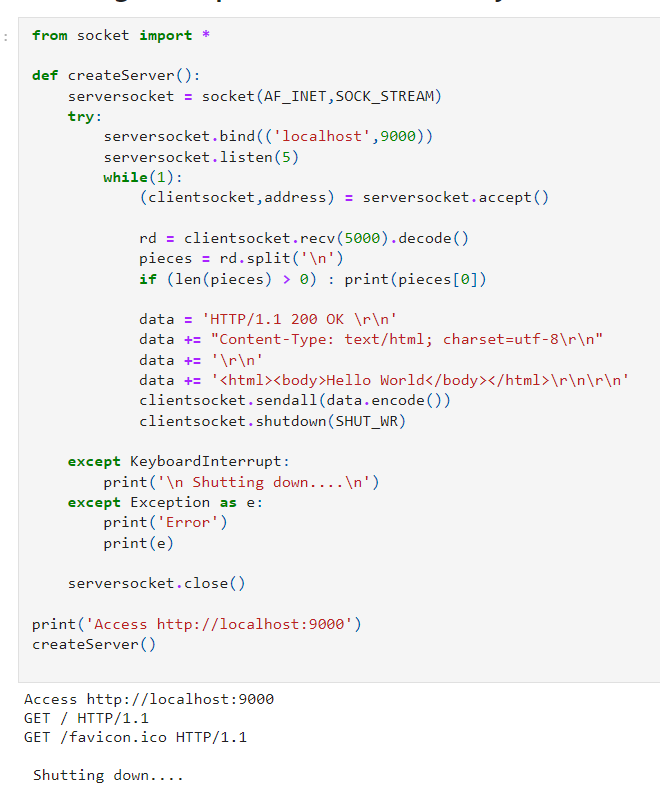 from socket import *
def createServer():
    serversocket = socket(AF_INET,SOCK_STREAM)
    try:
        serversocket.bind(('localhost',9000))
        serversocket.listen(5)
        while(1):
            (clientsocket,address) = serversocket.accept()
            rd = clientsocket.recv(5000).decode()
            pieces = rd.split('\n')
            if (len(pieces) > 0) : print(pieces[0])
            data = 'HTTP/1.1 200 OK \r\n'
            data += "Content-Type: text/html; charset=utf-8\r\n"
            data += '\r\n'
            data += '<html><body>Hello World</body></html>\r\n\r\n'
            clientsocket.sendall(data.encode())
            clientsocket.shutdown(SHUT_WR)
    except KeyboardInterrupt:
        print('\n Shutting down....\n')
    except Exception as e:
        print('Error')
        print(e)
    serversocket.close()
print('Access http://localhost:9000')
createServer()
Access http://localhost:9000
GET / HTTP/1.1
GET /favicon.ico HTTP/1.1
 Shutting down....